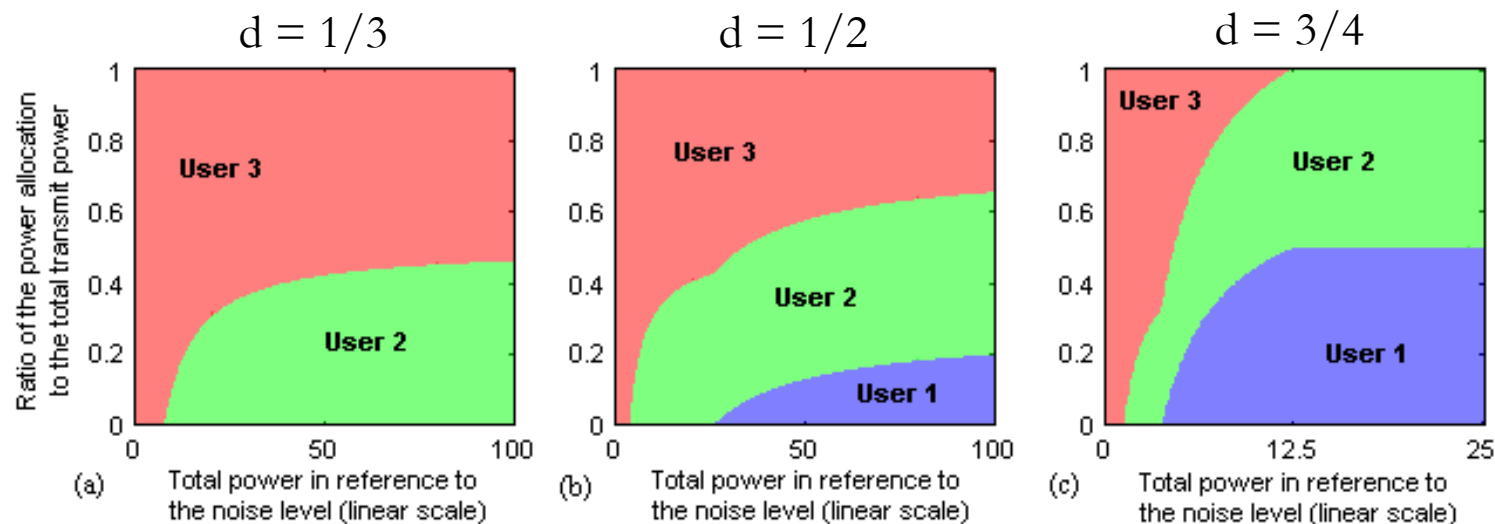 d = 1/3
d = 1/2
d = 3/4
Ratio of the power allocation
to the total transmit power
1
0.8
0.6
0.4
0.2
0
User 3
User 2
0
50
100
(a)
Total power in reference to
the noise level (linear scale)
1
0.8
0.6
0.4
0.2
0
User 3
User 2
User 1
0
50
100
(b)
Total power in reference to
the noise level (linear scale)
1
0.8
0.6
0.4
0.2
0
User 3
User 2
User 1
0
12.5
25
(c)
Total power in reference to
the noise level (linear scale)